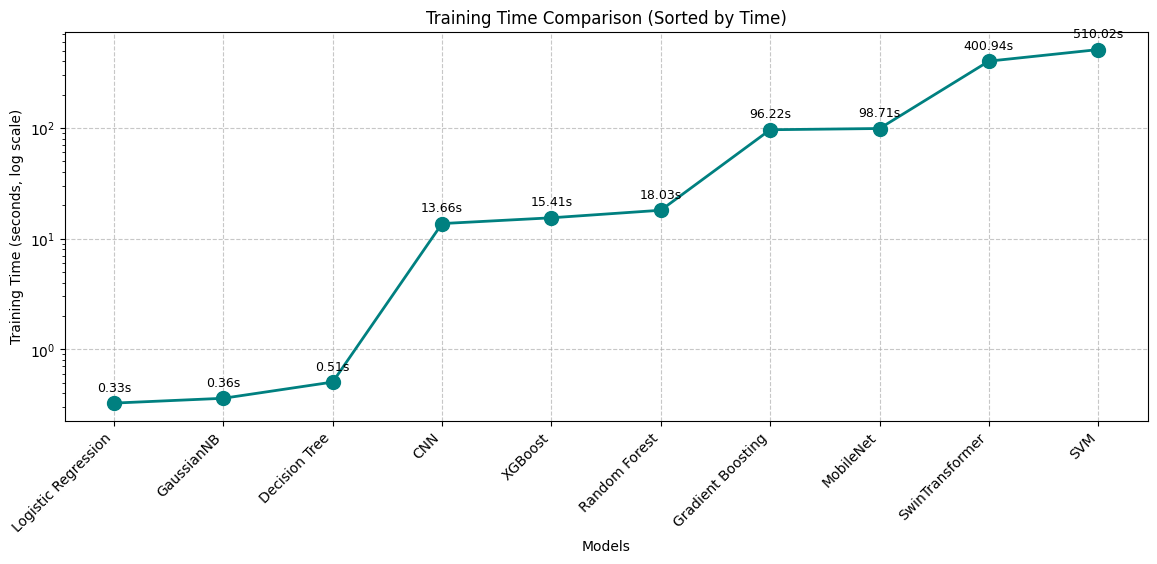 Training Time Comparison (Sorted by Time)
Training Time (seconds, log scale)
10²
10¹
10⁰
0.33s
0.36s
0.51s
13.66s
15.41s
18.03s
96.22s
98.71s
400.94s
510.02s
Logistic Regression
GaussianNB
Decision Tree
CNN
XGBoost
Random Forest
Gradient Boosting
MobileNet
SwinTransformer
SVM
Models